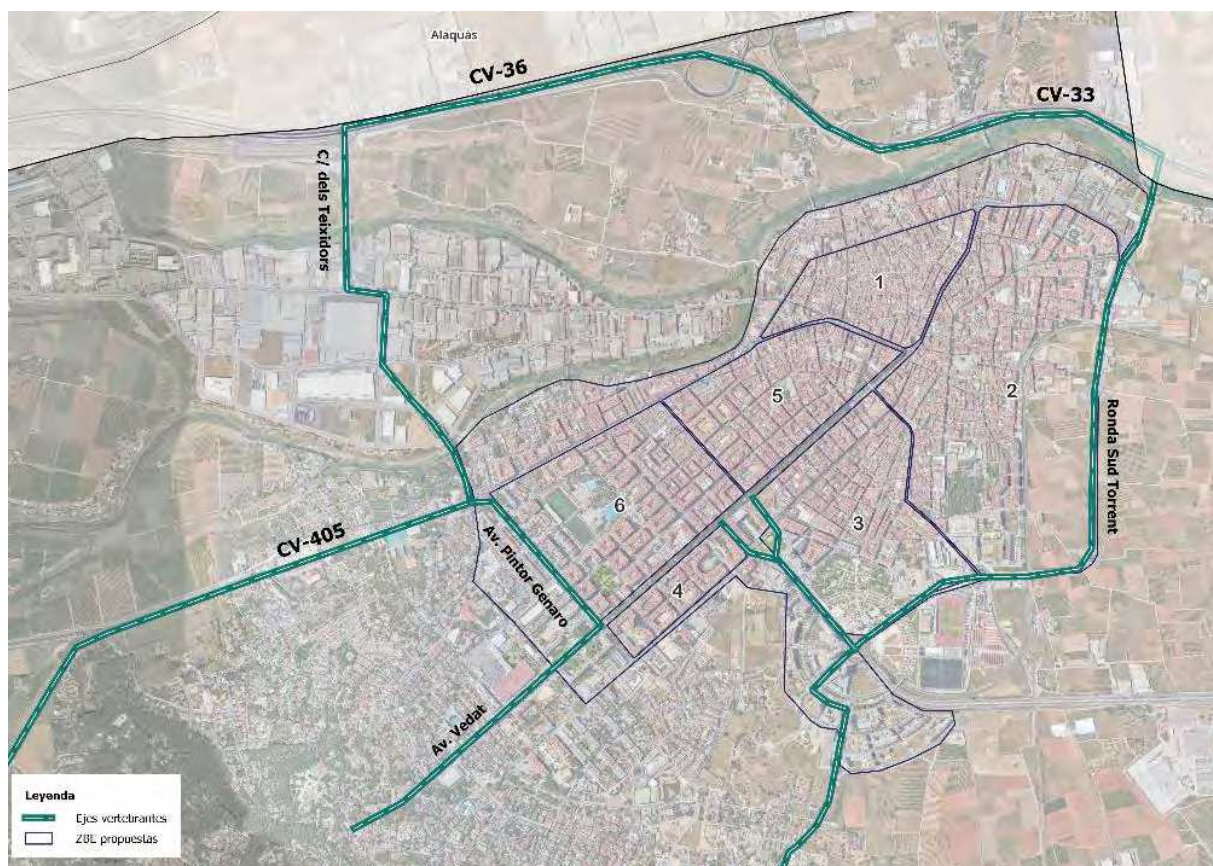 Alaquàs
CV-36
CV-33
C/ dels Teixidors
1
5
2
Ronda Sud Torrent
6
3
CV-405
Av. Pintor Genaro
4
Av. Vedat
Leyenda
Ejes vertebrantes
ZBE propuestas